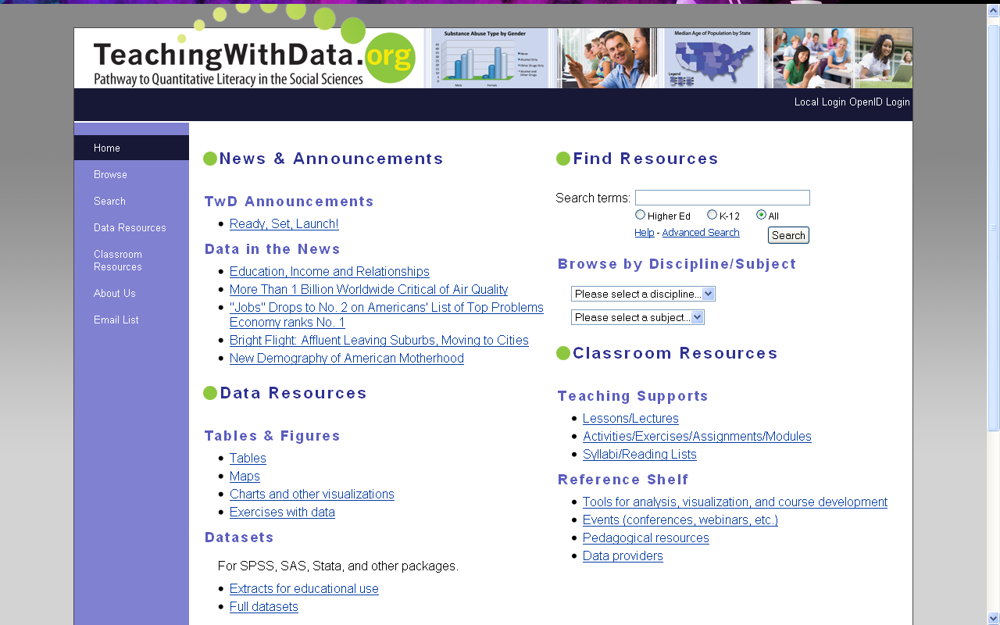 TeachingWithData.org
Pathway to Quantitative Literacy in the Social Sciences
Substance Abuse Type by Gender
Male
Female
Median Age of Population by State
Legend
Local Login OpenID Login
Home
Browse
Search
Data Resources
Classroom
Resources
About Us
Email List
News & Announcements
TwD Announcements
Ready, Set, Launch!
Data in the News
Education, Income and Relationships
More Than 1 Billion Worldwide Critical of Air Quality
"Jobs" Drops to No. 2 on Americans' List of Top Problems
Economy ranks No. 1
Bright Flight: Affluent Leaving Suburbs, Moving to Cities
New Demography of American Motherhood
Data Resources
Tables & Figures
Tables
Maps
Charts and other visualizations
Exercises with data
Datasets
For SPSS, SAS, Stata, and other packages.
Extracts for educational use
Full datasets
Find Resources
Search terms:
Higher Ed K-12 All
Help - Advanced Search Search
Browse by Discipline/Subject
Please select a discipline...
Please select a subject...
Classroom Resources
Teaching Supports
Lessons/Lectures
Activities/Exercises/Assignments/Modules
Syllabi/Reading Lists
Reference Shelf
Tools for analysis, visualization, and course development
Events (conferences, webinars, etc.)
Pedagogical resources
Data providers